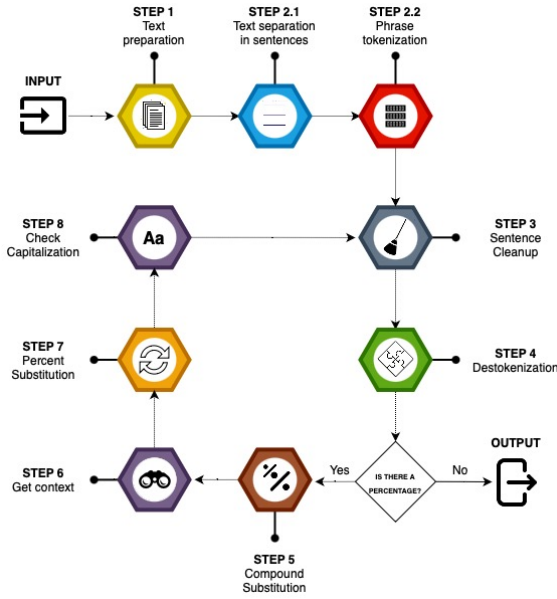 STEP 1
Text
preparation
STEP 2.1
Text separation
in sentences
STEP 2.2
Phrase
tokenization
INPUT
STEP 8
Check
Capitalization
Aa
STEP 3
Sentence
Cleanup
STEP 7
Percent
Substitution
STEP 4
Destokenization
STEP 6
Get context
Yes
IS THERE A
PERCENTAGE?
No
OUTPUT
STEP 5
Compound
Substitution